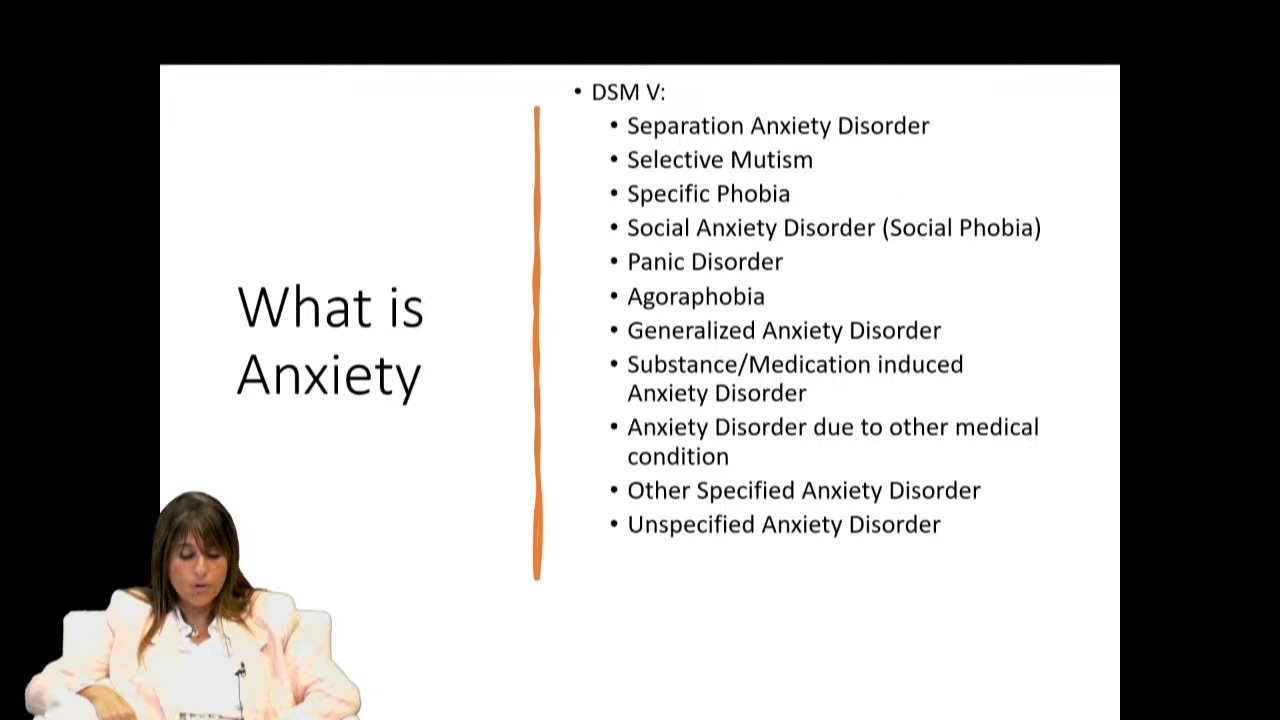 What is
Anxiety
• DSM V:
• Separation Anxiety Disorder
• Selective Mutism
• Specific Phobia
• Social Anxiety Disorder (Social Phobia)
• Panic Disorder
• Agoraphobia
• Generalized Anxiety Disorder
• Substance/Medication induced
Anxiety Disorder
• Anxiety Disorder due to other medical
condition
• Other Specified Anxiety Disorder
• Unspecified Anxiety Disorder